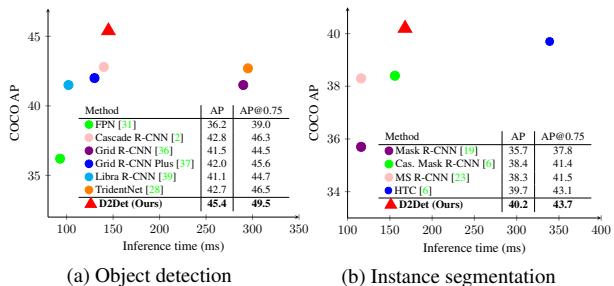 45
42
35
COCO AP
Method AP AP@0.75
FPN [31] 36.2 39.0
Cascade R-CNN [2] 42.8 46.3
Grid R-CNN [36] 41.5 44.5
Grid R-CNN Plus [37] 42.0 45.6
Libra R-CNN [39] 41.1 44.7
TridentNet [28] 42.7 46.5
D2Det (Ours) 45.4 49.5
100 150 200 250 300 350
Inference time (ms)
(a) Object detection
40
38
36
34
33
COCO AP
Method AP AP@0.75
Mask R-CNN [19] 35.7 37.8
Cas. Mask R-CNN [6] 38.4 41.4
MS R-CNN [23] 38.3 41.5
HTC [6] 39.7 43.1
D2Det (Ours) 40.2 43.7
100 150 200 250 300 350 400
Inference time (ms)
(b) Instance segmentation